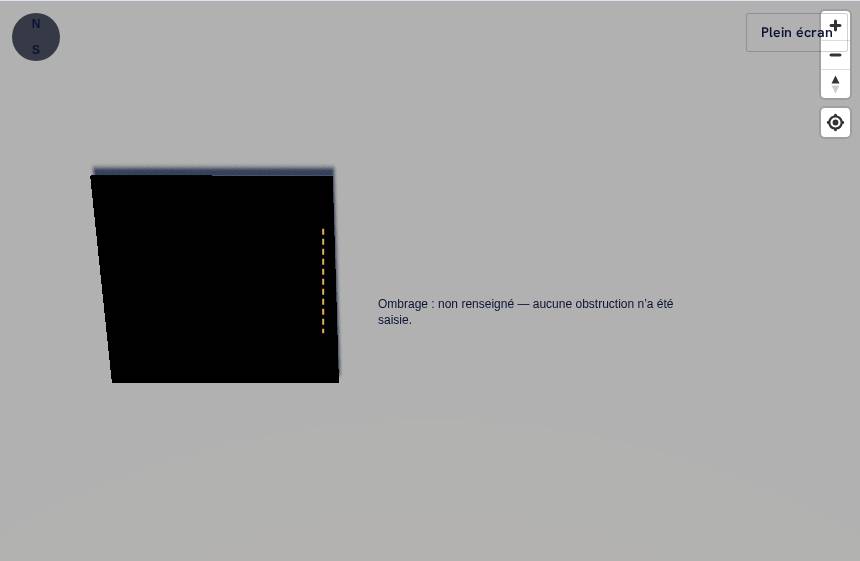 N
S
Plein écran
Ombrage : non renseigné — aucune obstruction n’a été
saisie.